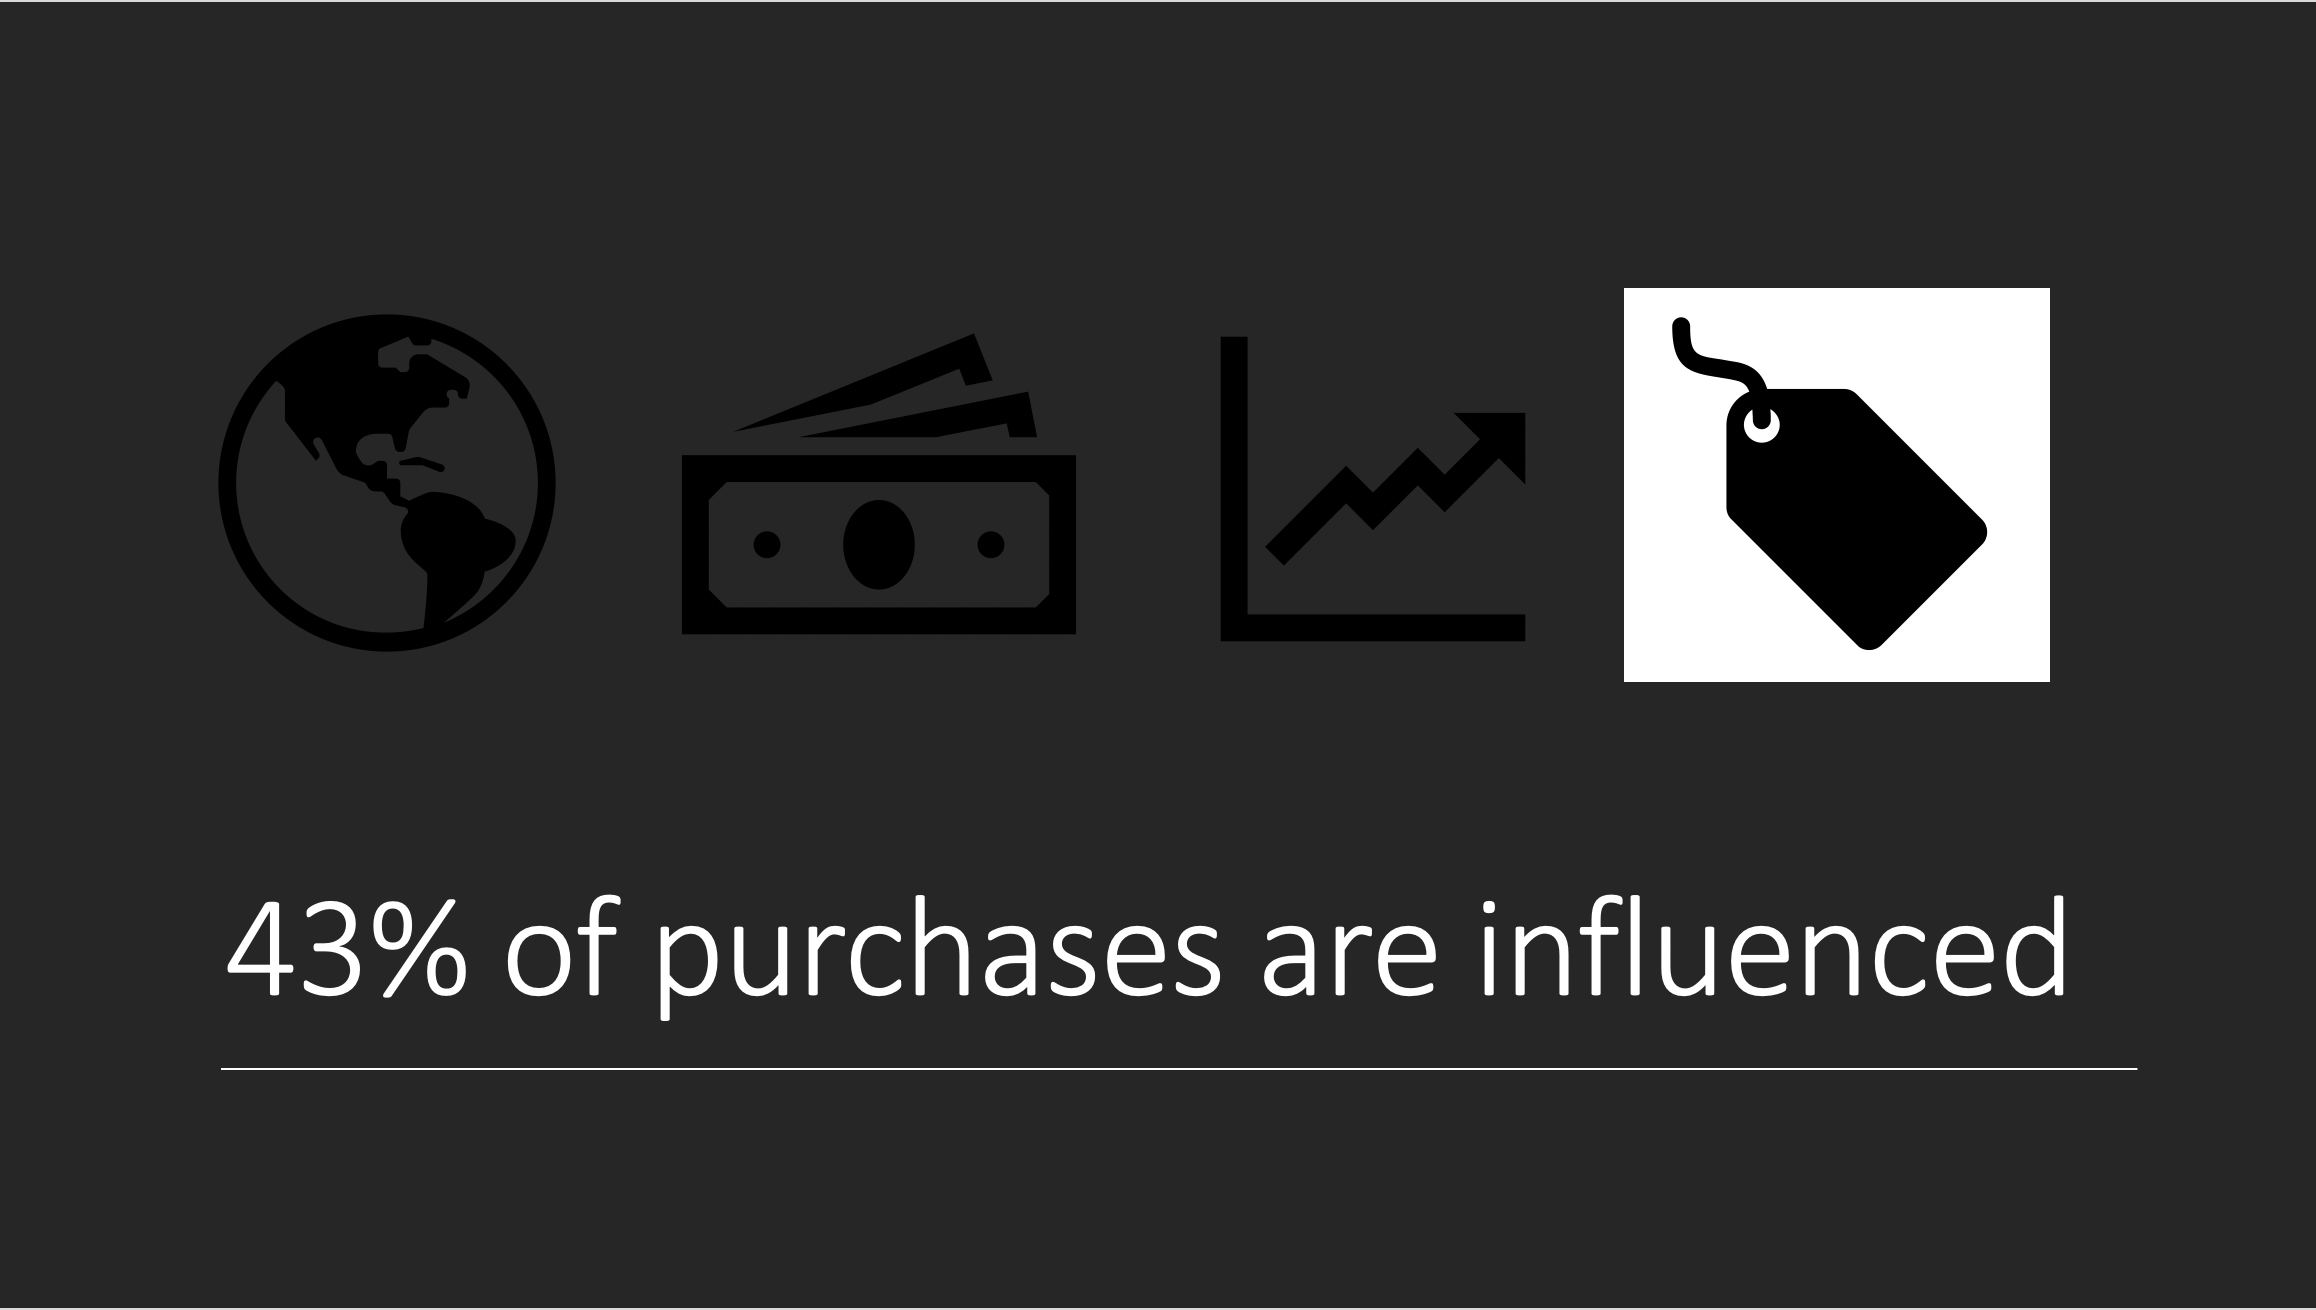 43% of purchases are influenced